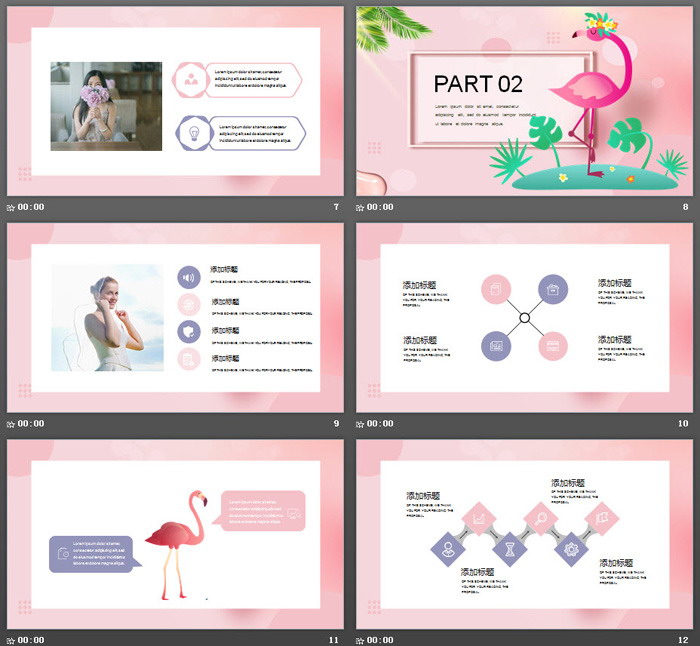 Lorem ipsum dolor sit amet, consectetur
adipiscing elit, sed do eiusmod tempor
incididunt ut labore et dolore magna aliqua.
Lorem ipsum dolor sit amet, consectetur
adipiscing elit, sed do eiusmod tempor
incididunt ut labore et dolore magna aliqua.
00:00
7
PART 02
Lorem ipsum dolor sit amet, consectetur
adipiscing elit, sed do eiusmod tempor incididunt
ut labore et dolore magna aliqua.
00:00
8
添加标题
OF THIS SCHEME, WE THANK YOU FOR YOUR READING, THE PROPOSAL
添加标题
OF THIS SCHEME, WE THANK YOU FOR YOUR READING, THE PROPOSAL
添加标题
OF THIS SCHEME, WE THANK YOU FOR YOUR READING, THE PROPOSAL
添加标题
OF THIS SCHEME, WE THANK YOU FOR YOUR READING, THE PROPOSAL
00:00
9
添加标题
OF THIS SCHEME, WE THANK
YOU FOR YOUR READING, THE
PROPOSAL
添加标题
OF THIS SCHEME, WE THANK
YOU FOR YOUR READING, THE
PROPOSAL
添加标题
OF THIS SCHEME, WE THANK
YOU FOR YOUR READING, THE
PROPOSAL
添加标题
OF THIS SCHEME, WE THANK
YOU FOR YOUR READING, THE
PROPOSAL
00:00
10
Lorem ipsum dolor sit amet,
consectetur adipiscing elit, sed do
eiusmod tempor incididunt ut labore
et dolore magna aliqua.
Lorem ipsum dolor sit amet,
consectetur adipiscing elit, sed do
eiusmod tempor incididunt ut labore
et dolore magna aliqua.
00:00
11
添加标题
OF THIS SCHEME, WE THANK
YOU FOR YOUR READING, THE
PROPOSAL
添加标题
OF THIS SCHEME, WE THANK
YOU FOR YOUR READING, THE
PROPOSAL
添加标题
OF THIS SCHEME, WE THANK
YOU FOR YOUR READING, THE
PROPOSAL
添加标题
OF THIS SCHEME, WE THANK
YOU FOR YOUR READING, THE
PROPOSAL
00:00
12